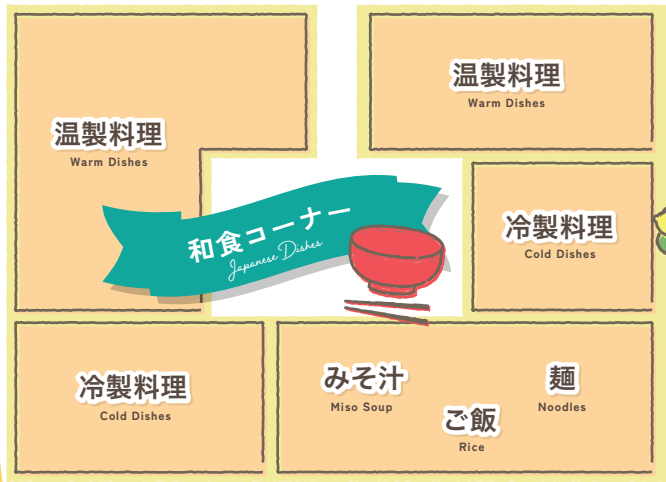 温製料理
Warm Dishes
温製料理
Warm Dishes
和食コーナー
Japanese Dishes
冷製料理
Cold Dishes
冷製料理
Cold Dishes
みそ汁
Miso Soup
ご飯
Rice
麺
Noodles